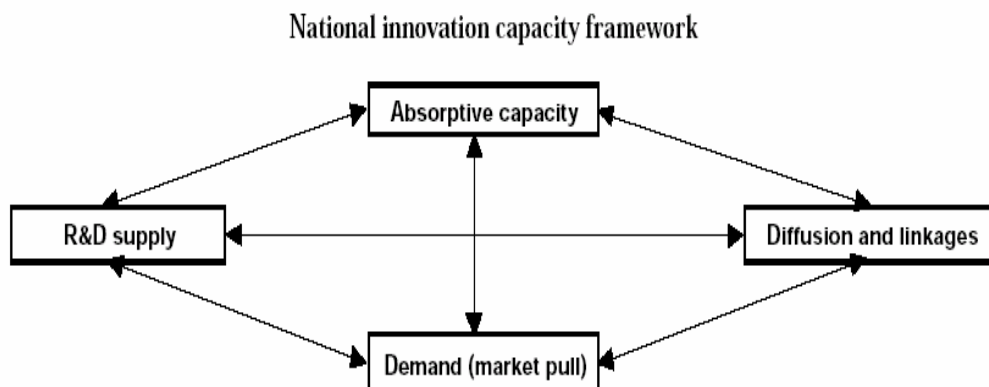 National innovation capacity framework
Absorptive capacity
R&D supply
Diffusion and linkages
Demand (market pull)